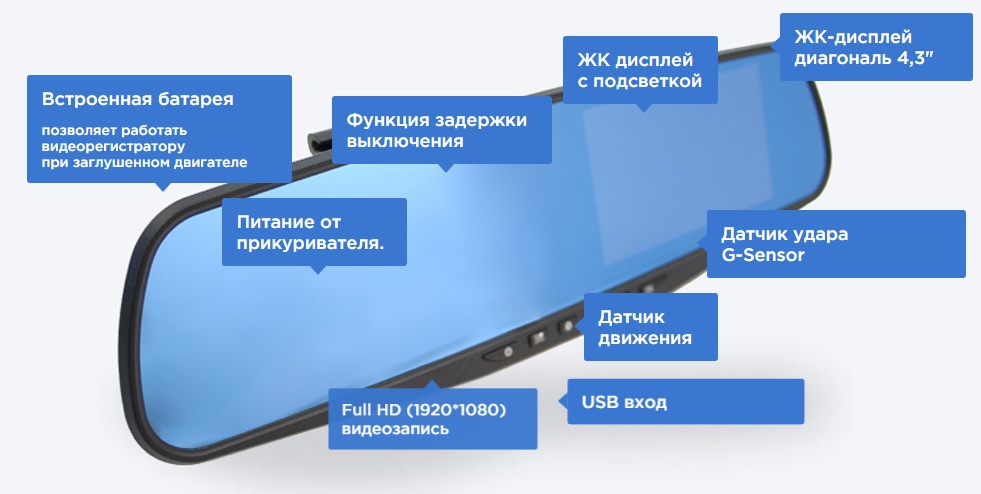 ЖК-дисплей
диагональ 4,3"
ЖК дисплей
с подсветкой
Встроенная батарея
позволяет работать
видеорегистратору
при заглушенном двигателе
Функция задержки
выключения
Питание от
прикуривателя.
Датчик удара
G-Sensor
Датчик
движения
Full HD (1920*1080)
видеозапись
USB вход